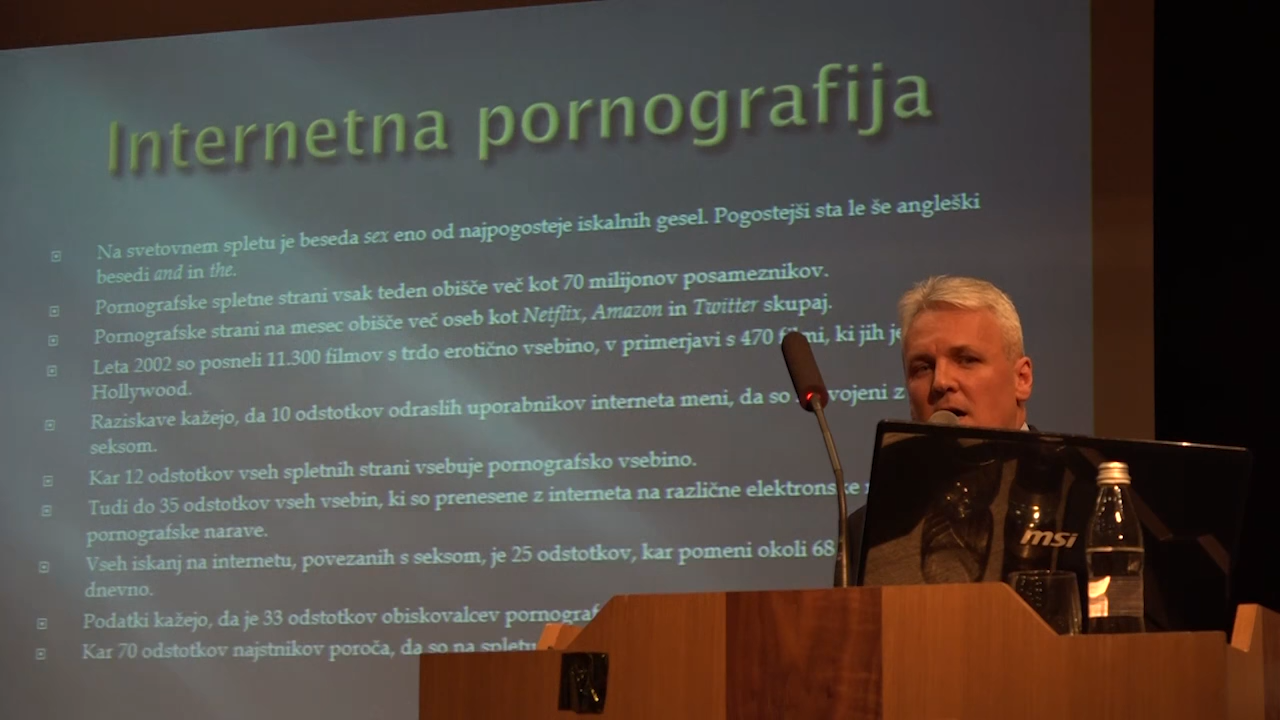 Internetna pornografija
Na svetovnem spletu je beseda sex eno od najpogosteje iskalnih gesel. Pogostejši sta le še angleški
besedi and in the.
Pornografske spletne strani vsak teden obišče več kot 70 milijonov posameznikov.
Pornografske strani na mesec obišče več oseb kot Netflix, Amazon in Twitter skupaj.
Leta 2002 so posneli 11.300 filmov s trdo erotično vsebino, v primerjavi s 470 filmi, ki jih je
Hollywood.
Raziskave kažejo, da 10 odstotkov odraslih uporabnikov interneta meni, da so
seksom.
Kar 12 odstotkov vseh spletnih strani vsebuje pornografsko vsebino.
Tudi do 35 odstotkov vseh vsebin, ki so prenesene z interneta na različne elektronske
pornografske narave.
Vseh iskanj na internetu, povezanih s seksom, je 25 odstotkov, kar pomeni okoli 68
dnevno.
Podatki kažejo, da je 33 odstotkov obiskovalcev
Kar 70 odstotkov najstnikov poroča, da so na spletu
msi